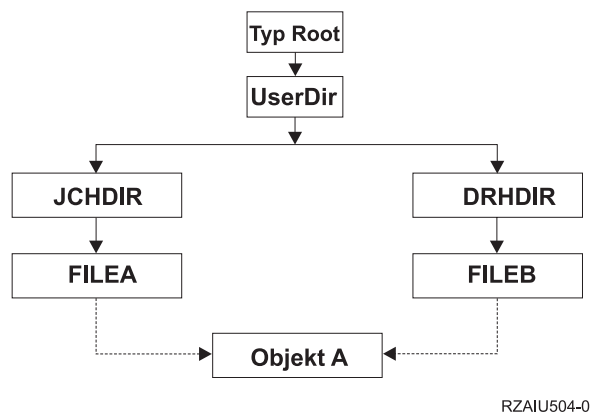 Typ Root
UserDir
JCHDIR
DRHDIR
FILEA
FILEB
Objekt A
RZAIU504-0